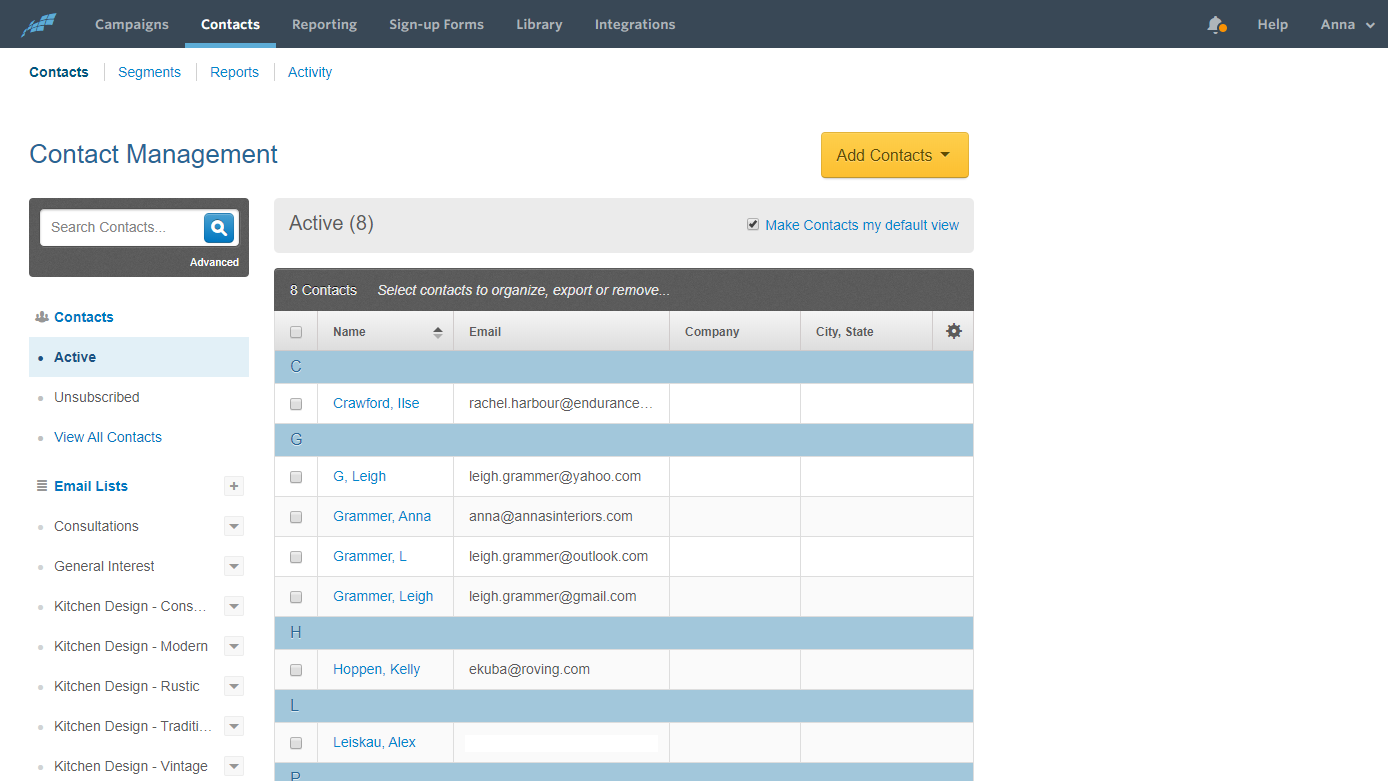 Campaigns Contacts Reporting Sign-up Forms Library Integrations Help Anna
Contacts Segments Reports Activity
Contact Management
Add Contacts
Search Contacts...
Advanced
Contacts
Active
Unsubscribed
View All Contacts
Email Lists +
Consultations
General Interest
Kitchen Design - Cons…
Kitchen Design - Modern
Kitchen Design - Rustic
Kitchen Design - Traditi…
Kitchen Design - Vintage
Active (8) Make Contacts my default view
8 Contacts Select contacts to organize, export or remove...
Name Email Company City, State
C
Crawford, Ilse rachel.harbour@endurance…
G
G, Leigh leigh.grammer@yahoo.com
Grammer, Anna anna@annasinteriors.com
Grammer, L leigh.grammer@outlook.com
Grammer, Leigh leigh.grammer@gmail.com
H
Hoppen, Kelly ekuba@roving.com
L
Leiskau, Alex
P